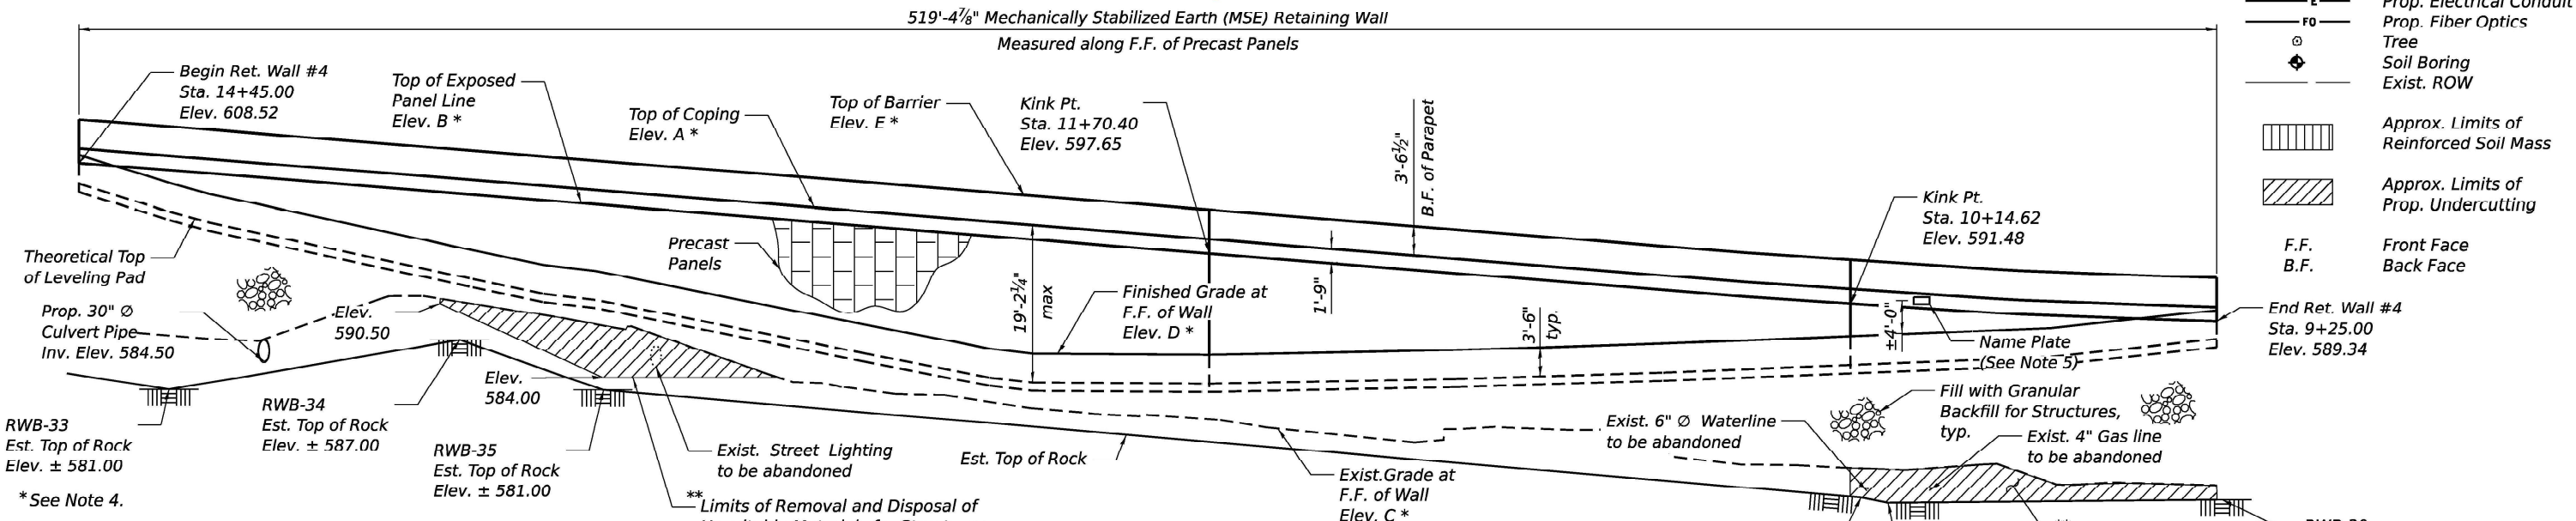 519'-4⅞" Mechanically Stabilized Earth (MSE) Retaining Wall
Measured along F.F. of Precast Panels
Begin Ret. Wall #4
Sta. 14+45.00
Elev. 608.52
Top of Exposed
Panel Line
Elev. B *
Top of Coping
Elev. A *
Top of Barrier
Elev. E *
Kink Pt.
Sta. 11+70.40
Elev. 597.65
3'-6½"
B.F. of Parapet
Kink Pt.
Sta. 10+14.62
Elev. 591.48
E
Prop. Electrical Conduit
FO
Prop. Fiber Optics
Tree
Soil Boring
Exist. ROW
Approx. Limits of
Reinforced Soil Mass
Approx. Limits of
Prop. Undercutting
F.F. Front Face
B.F. Back Face
Theoretical Top
of Leveling Pad
Precast
Panels
19'-2¼"
max
Finished Grade at
F.F. of Wall
Elev. D *
1'-9"
3'-6"
typ.
±4'-0"
Name Plate
(See Note 5)
End Ret. Wall #4
Sta. 9+25.00
Elev. 589.34
Prop. 30" Ø
Culvert Pipe
Inv. Elev. 584.50
Elev.
590.50
Elev.
584.00
RWB-33
Est. Top of Rock
Elev. ± 581.00
RWB-34
Est. Top of Rock
Elev. ± 587.00
RWB-35
Est. Top of Rock
Elev. ± 581.00
Exist. Street Lighting
to be abandoned
**
Limits of Removal and Disposal of
Est. Top of Rock
Exist.Grade at
F.F. of Wall
Elev. C *
Exist. 6" Ø Waterline
to be abandoned
Fill with Granular
Backfill for Structures,
typ.
Exist. 4" Gas line
to be abandoned
*See Note 4.